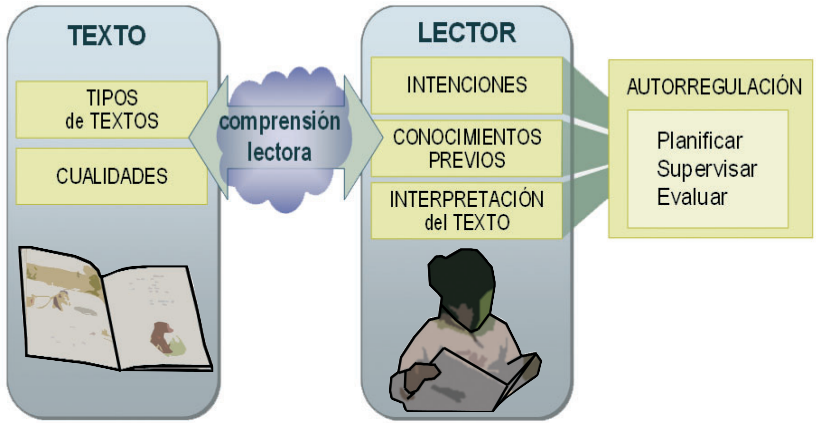 TEXTO
TIPOS
de TEXTOS
CUALIDADES
comprensión
lectora
LECTOR
INTENCIONES
CONOCIMIENTOS
PREVIOS
INTERPRETACIÓN
del TEXTO
AUTORREGULACIÓN
Planificar
Supervisar
Evaluar